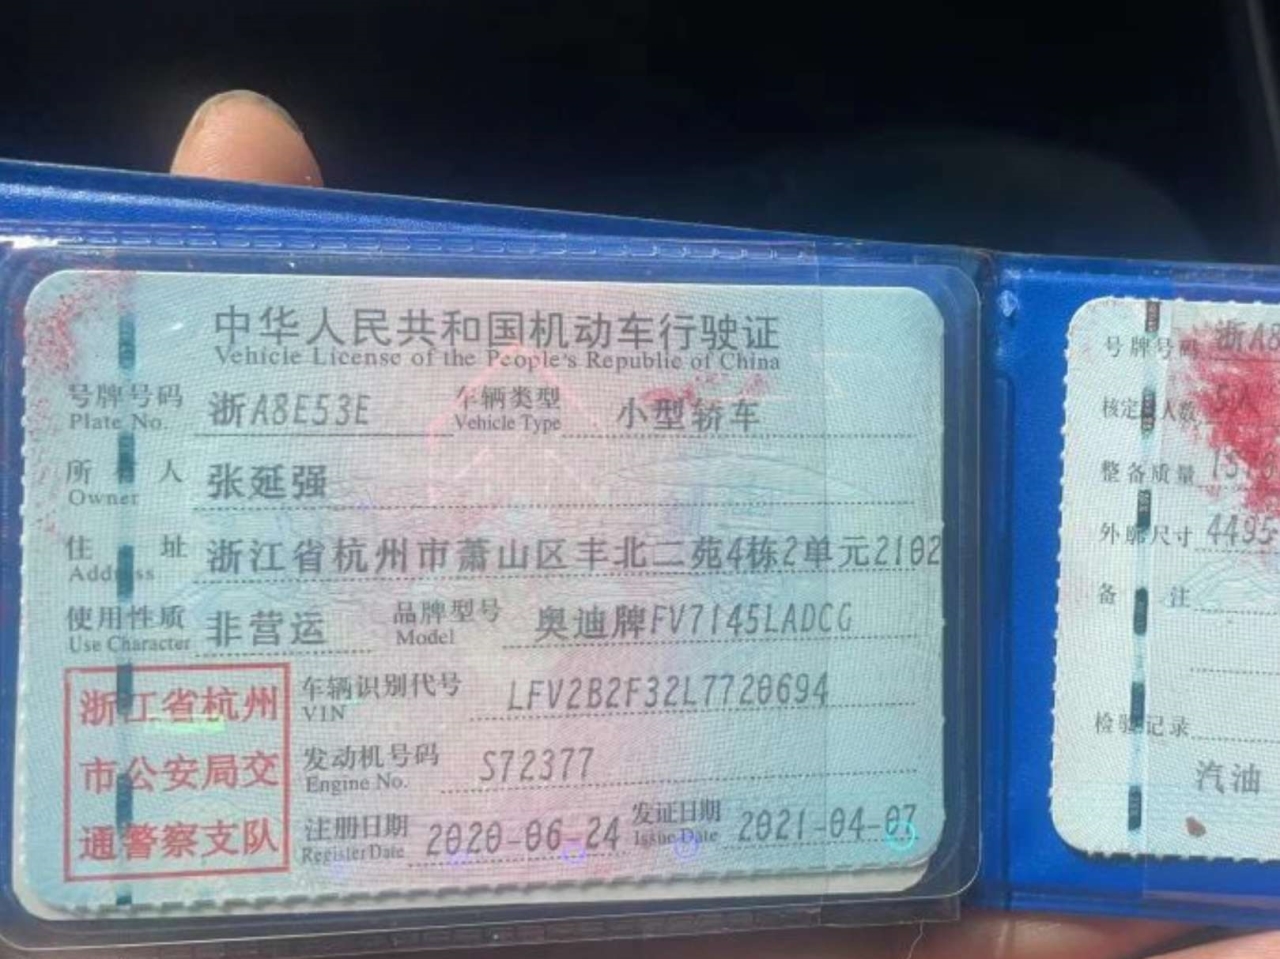 中华人民共和国机动车行驶证
Vehicle License of the People's Republic of China
号牌号码 浙A8E53E 车辆类型 小型轿车
Plate No. Vehicle Type
所有人 张延强
Owner
住址 浙江省杭州市萧山区丰北二苑4栋2单元2102
Address
使用性质 非营运 品牌型号 奥迪牌FV7145LADCG
Use Character Model
浙江省杭州
市公安局交
通警察支队
车辆识别代号 LFV2B2F32L7720694
VIN
发动机号码 S72377
Engine No.
注册日期 2020-06-24 发证日期 2021-04-07
Register Date Issue Date
号牌号码 浙A8
核定 人数
整备质量
外廓尺寸 4495
备注
检验记录
汽油